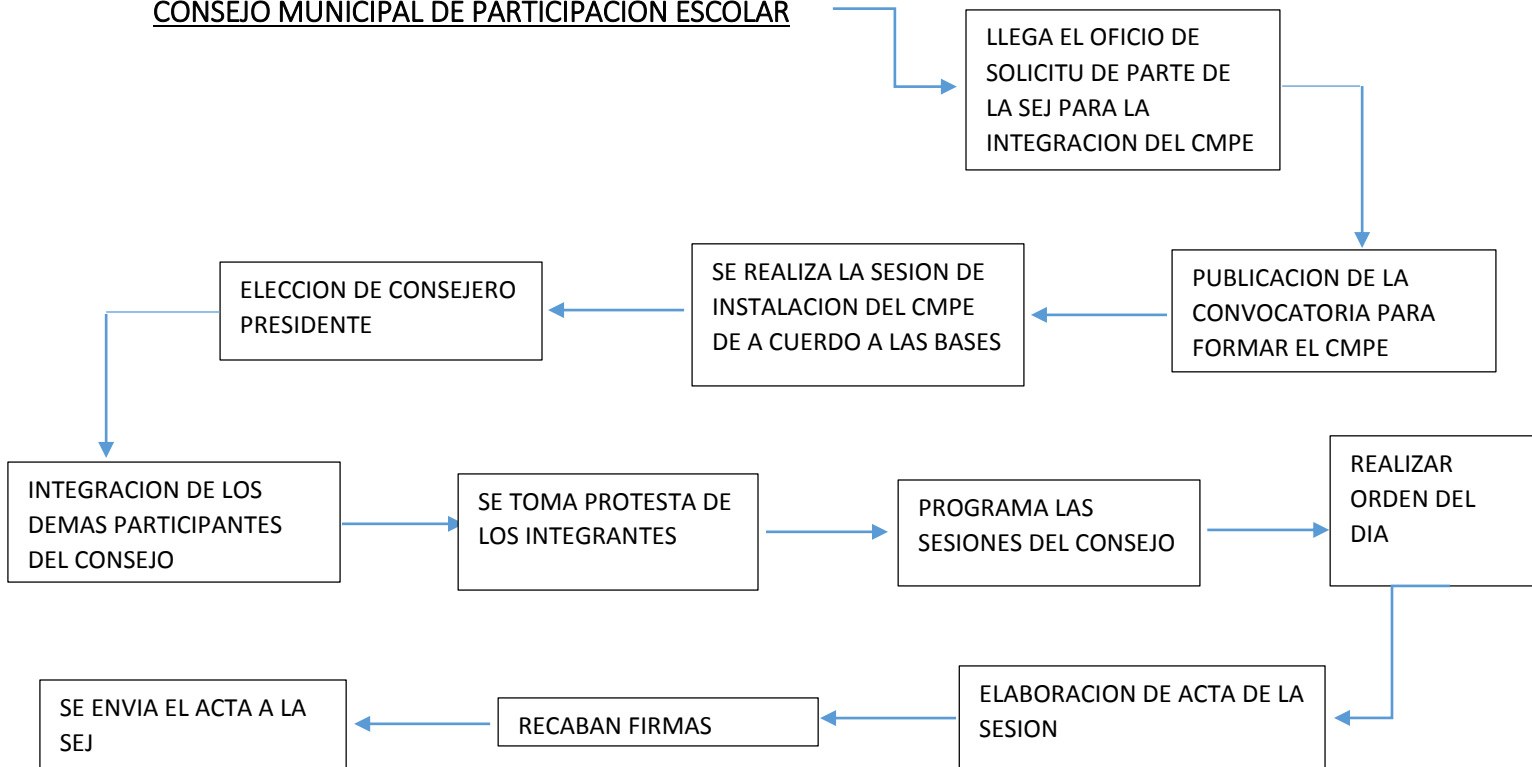 CONSEJO MUNICIPAL DE PARTICIPACION ESCOLAR
LLEGA EL OFICIO DE
SOLICITU DE PARTE DE
LA SEJ PARA LA
INTEGRACION DEL CMPE
PUBLICACION DE LA
CONVOCATORIA PARA
FORMAR EL CMPE
SE REALIZA LA SESION DE
INSTALACION DEL CMPE
DE A CUERDO A LAS BASES
ELECCION DE CONSEJERO
PRESIDENTE
INTEGRACION DE LOS
DEMAS PARTICIPANTES
DEL CONSEJO
SE TOMA PROTESTA DE
LOS INTEGRANTES
PROGRAMA LAS
SESIONES DEL CONSEJO
REALIZAR
ORDEN DEL
DIA
ELABORACION DE ACTA DE LA
SESION
RECABAN FIRMAS
SE ENVIA EL ACTA A LA
SEJ